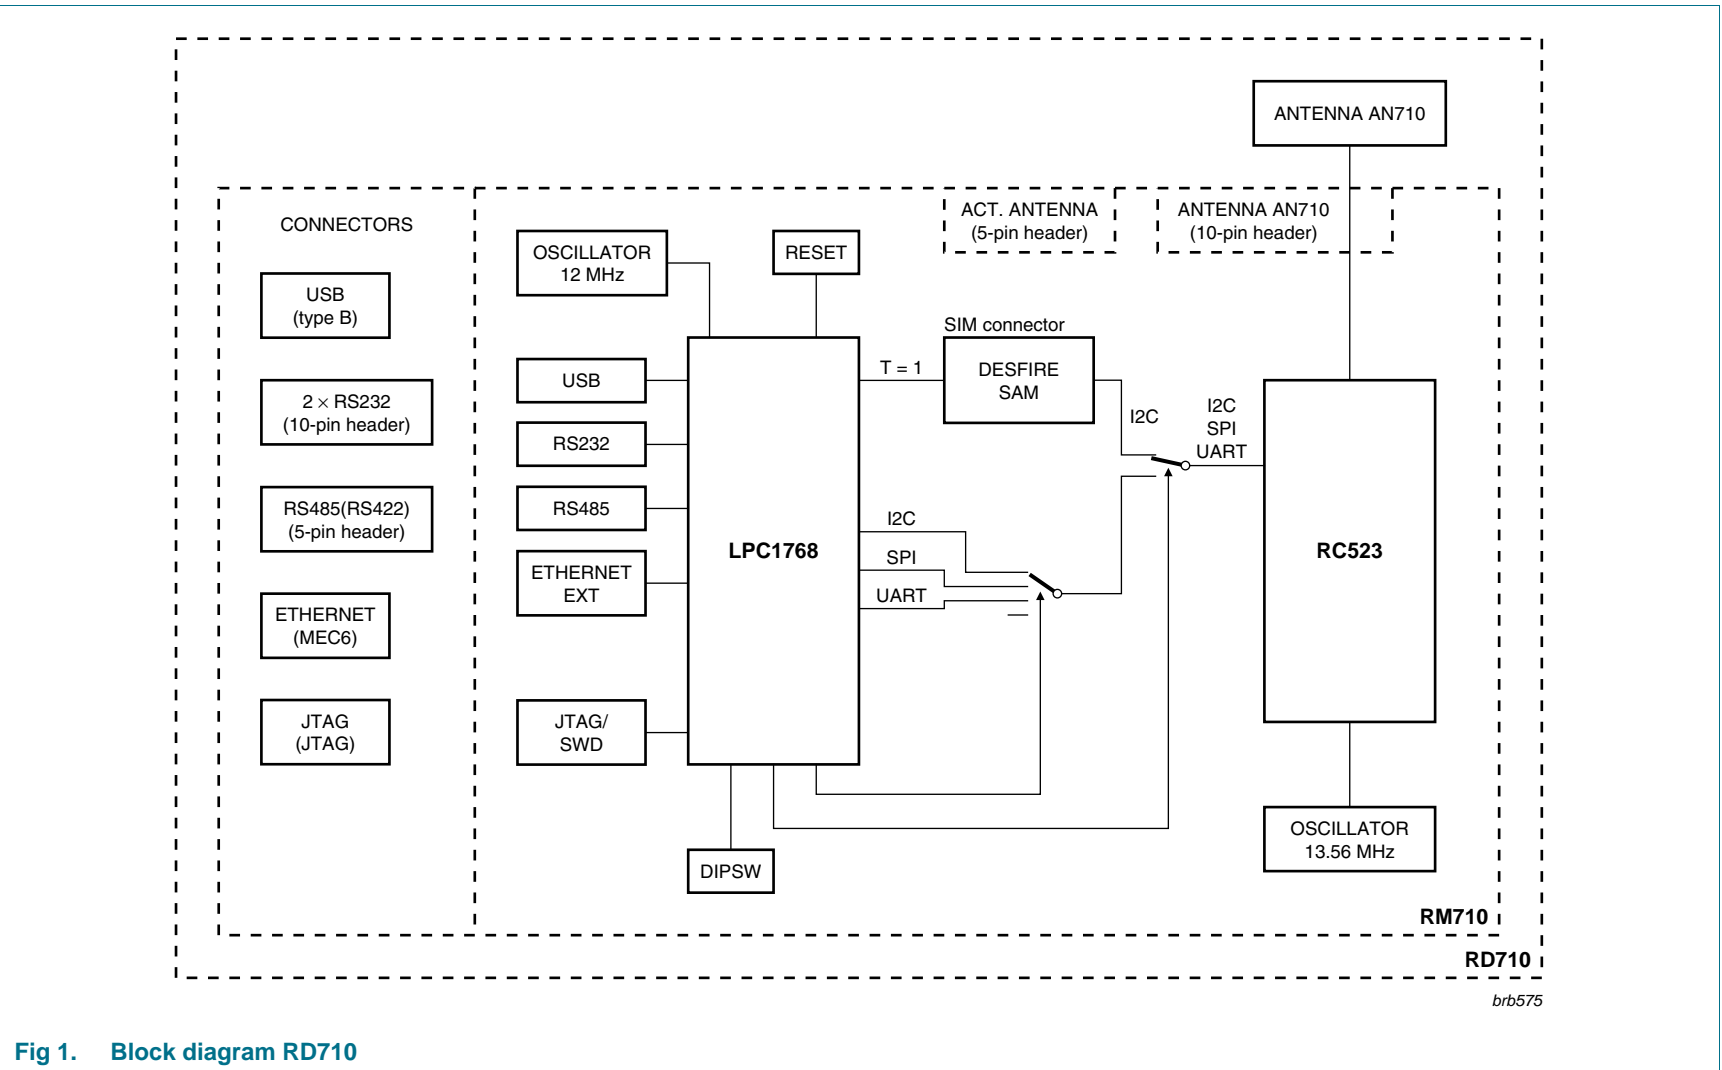 ANTENNA AN710
CONNECTORS
USB
(type B)
2 × RS232
(10-pin header)
RS485(RS422)
(5-pin header)
ETHERNET
(MEC6)
JTAG
(JTAG)
OSCILLATOR
12 MHz
RESET
ACT. ANTENNA
(5-pin header)
ANTENNA AN710
(10-pin header)
USB
RS232
RS485
ETHERNET
EXT
JTAG/
SWD
LPC1768
DIPSW
T = 1
SIM connector
DESFIRE
SAM
I2C
I2C
SPI
UART
I2C
SPI
UART
RC523
OSCILLATOR
13.56 MHz
RM710
RD710
brb575
Fig 1. Block diagram RD710